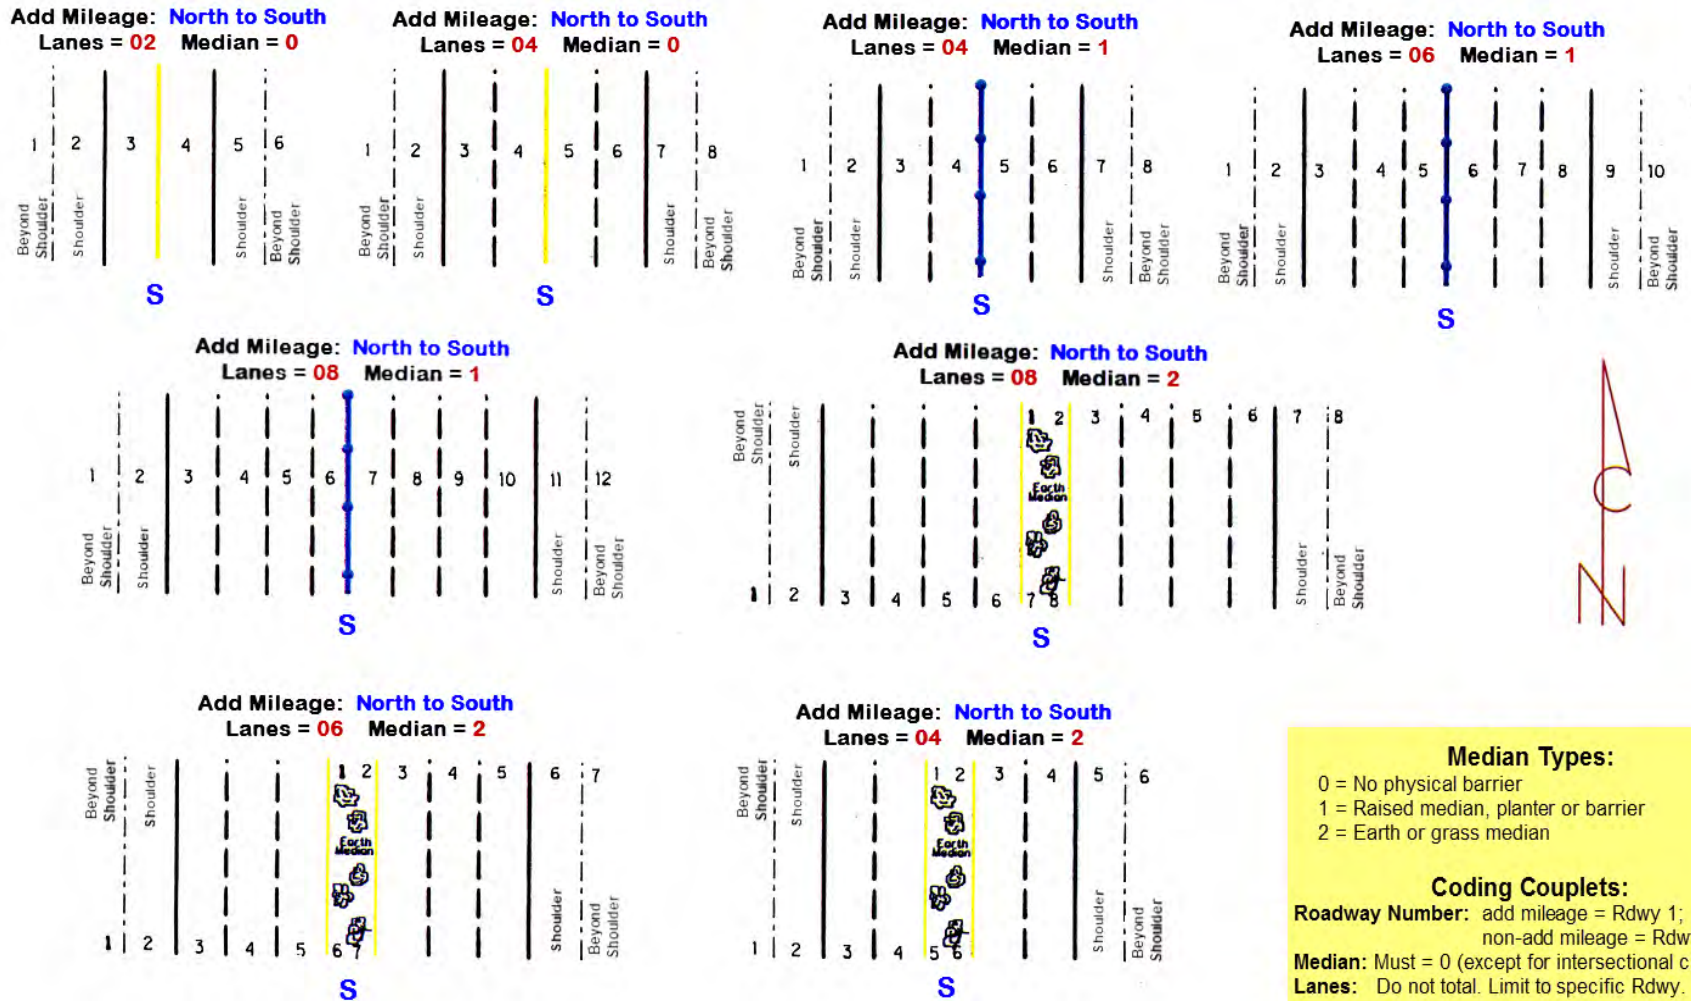 Add Mileage: North to South
Lanes = 02 Median = 0
1 2 3 4 5 6
Beyond Shoulder
Shoulder
Shoulder
Beyond Shoulder
S
Add Mileage: North to South
Lanes = 04 Median = 0
1 2 3 4 5 6 7 8
Beyond Shoulder
Shoulder
Shoulder
Beyond Shoulder
S
Add Mileage: North to South
Lanes = 04 Median = 1
1 2 3 4 5 6 7 8
Beyond Shoulder
Shoulder
Shoulder
Beyond Shoulder
S
Add Mileage: North to South
Lanes = 06 Median = 1
1 2 3 4 5 6 7 8 9 10
Beyond Shoulder
Shoulder
Shoulder
Beyond Shoulder
S
Add Mileage: North to South
Lanes = 08 Median = 1
1 2 3 4 5 6 7 8 9 10 11 12
Beyond Shoulder
Shoulder
Shoulder
Beyond Shoulder
S
Add Mileage: North to South
Lanes = 08 Median = 2
Beyond Shoulder
Shoulder
1 2 3 4 5 6 7 8
Earth
Median
1 2 3 4 5 6 7 8
Shoulder
Beyond Shoulder
S
N
Add Mileage: North to South
Lanes = 06 Median = 2
Beyond Shoulder
Shoulder
1 2 3 4 5 6 7
Earth
Median
1 2 3 4 5 6 7
Shoulder
Beyond Shoulder
S
Add Mileage: North to South
Lanes = 04 Median = 2
Beyond Shoulder
Shoulder
1 2 3 4 5 6
Earth
Median
1 2 3 4 5 6
Shoulder
Beyond Shoulder
S
Median Types:
0 = No physical barrier
1 = Raised median, planter or barrier
2 = Earth or grass median
Coding Couplets:
Roadway Number: add mileage = Rdwy 1;
non-add mileage = Rdw
Median: Must = 0 (except for intersectional c
Lanes: Do not total. Limit to specific Rdwy.